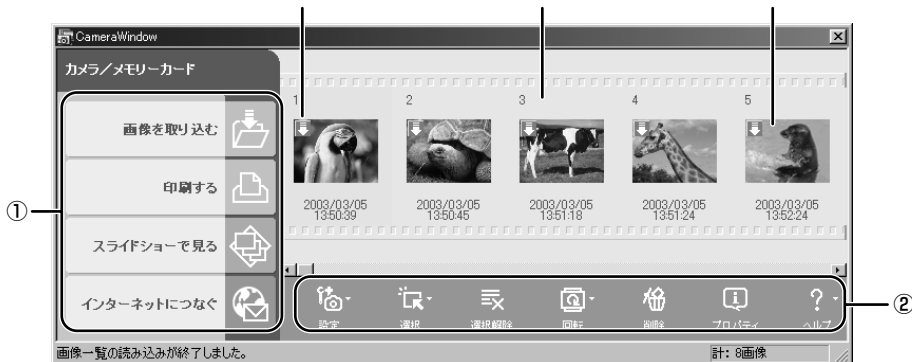 CameraWindow
カメラ／メモリーカード
画像を取り込む
印刷する
スライドショーで見る
インターネットにつなぐ
1 2 3 4 5
2003/03/05 2003/03/05 2003/03/05 2003/03/05 2003/03/05
13:50:39 13:50:45 13:51:18 13:51:24 13:52:24
設定 選択 選択解除 回転 削除 プロパティ ヘルプ
画像一覧の読み込みが終了しました。 計: 8画像
①
②